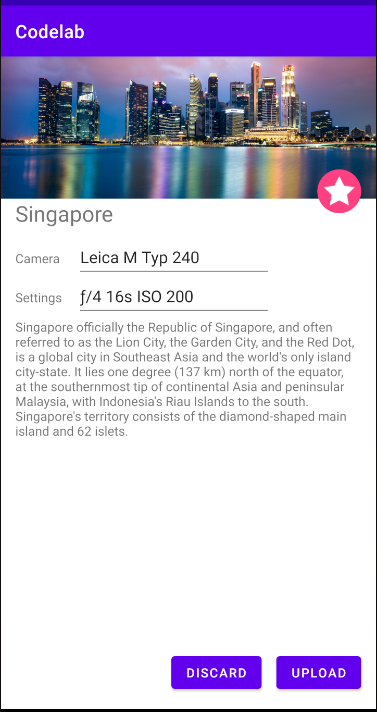 Codelab
Singapore
Camera Leica M Typ 240
Settings ƒ/4 16s ISO 200
Singapore officially the Republic of Singapore, and often
referred to as the Lion City, the Garden City, and the Red Dot,
is a global city in Southeast Asia and the world's only island
city-state. It lies one degree (137 km) north of the equator,
at the southernmost tip of continental Asia and peninsular
Malaysia, with Indonesia's Riau Islands to the south.
Singapore's territory consists of the diamond-shaped main
island and 62 islets.
DISCARD UPLOAD